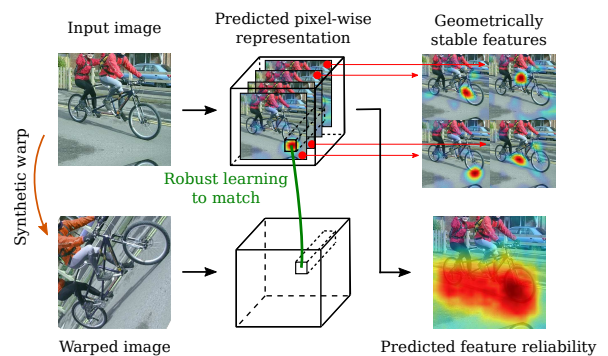 Input image
Predicted pixel-wise
representation
Geometrically
stable features
Synthetic warp
Robust learning
to match
Warped image
Predicted feature reliability